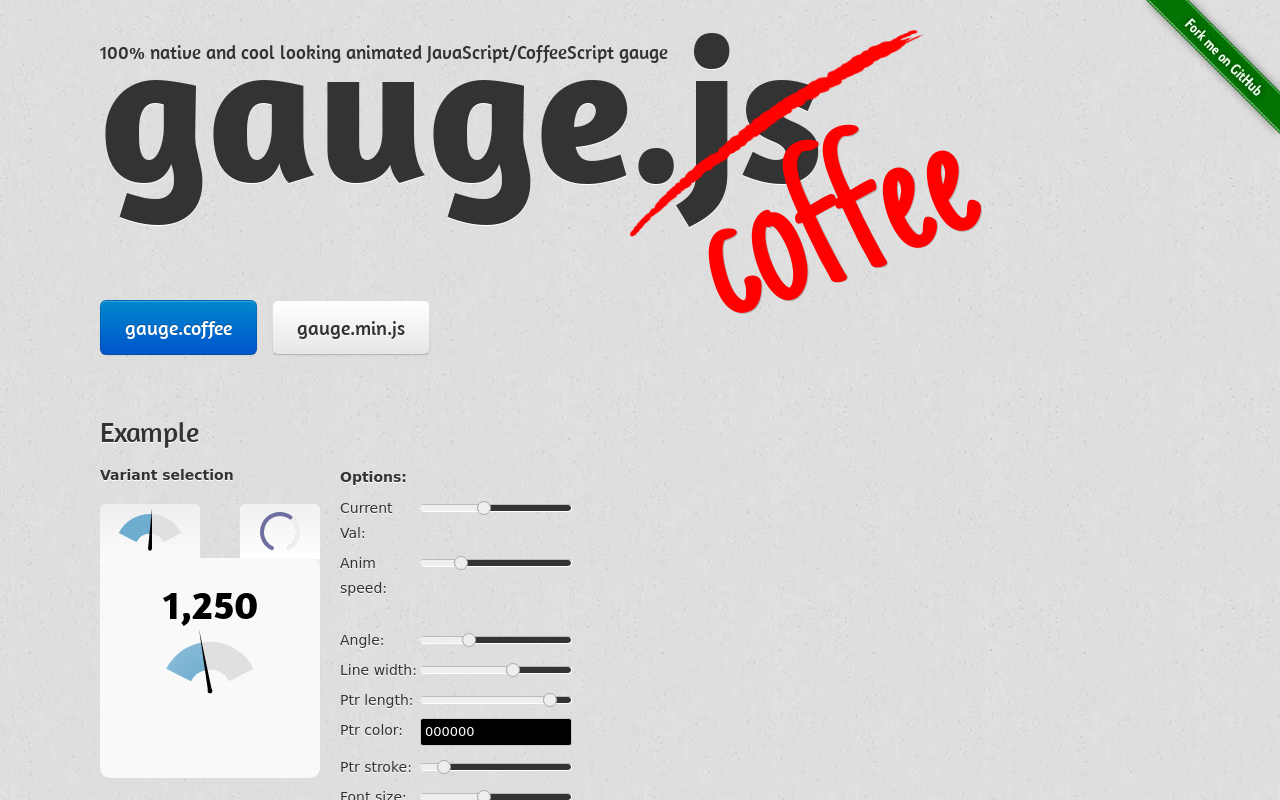 100% native and cool looking animated JavaScript/CoffeeScript gauge
Fork me on GitHub
gauge.js
coffee
gauge.coffee
gauge.min.js
Example
Variant selection
1,250
Options:
Current
Val:
Anim
speed:
Angle:
Line width:
Ptr length:
Ptr color:
000000
Ptr stroke:
Font size: